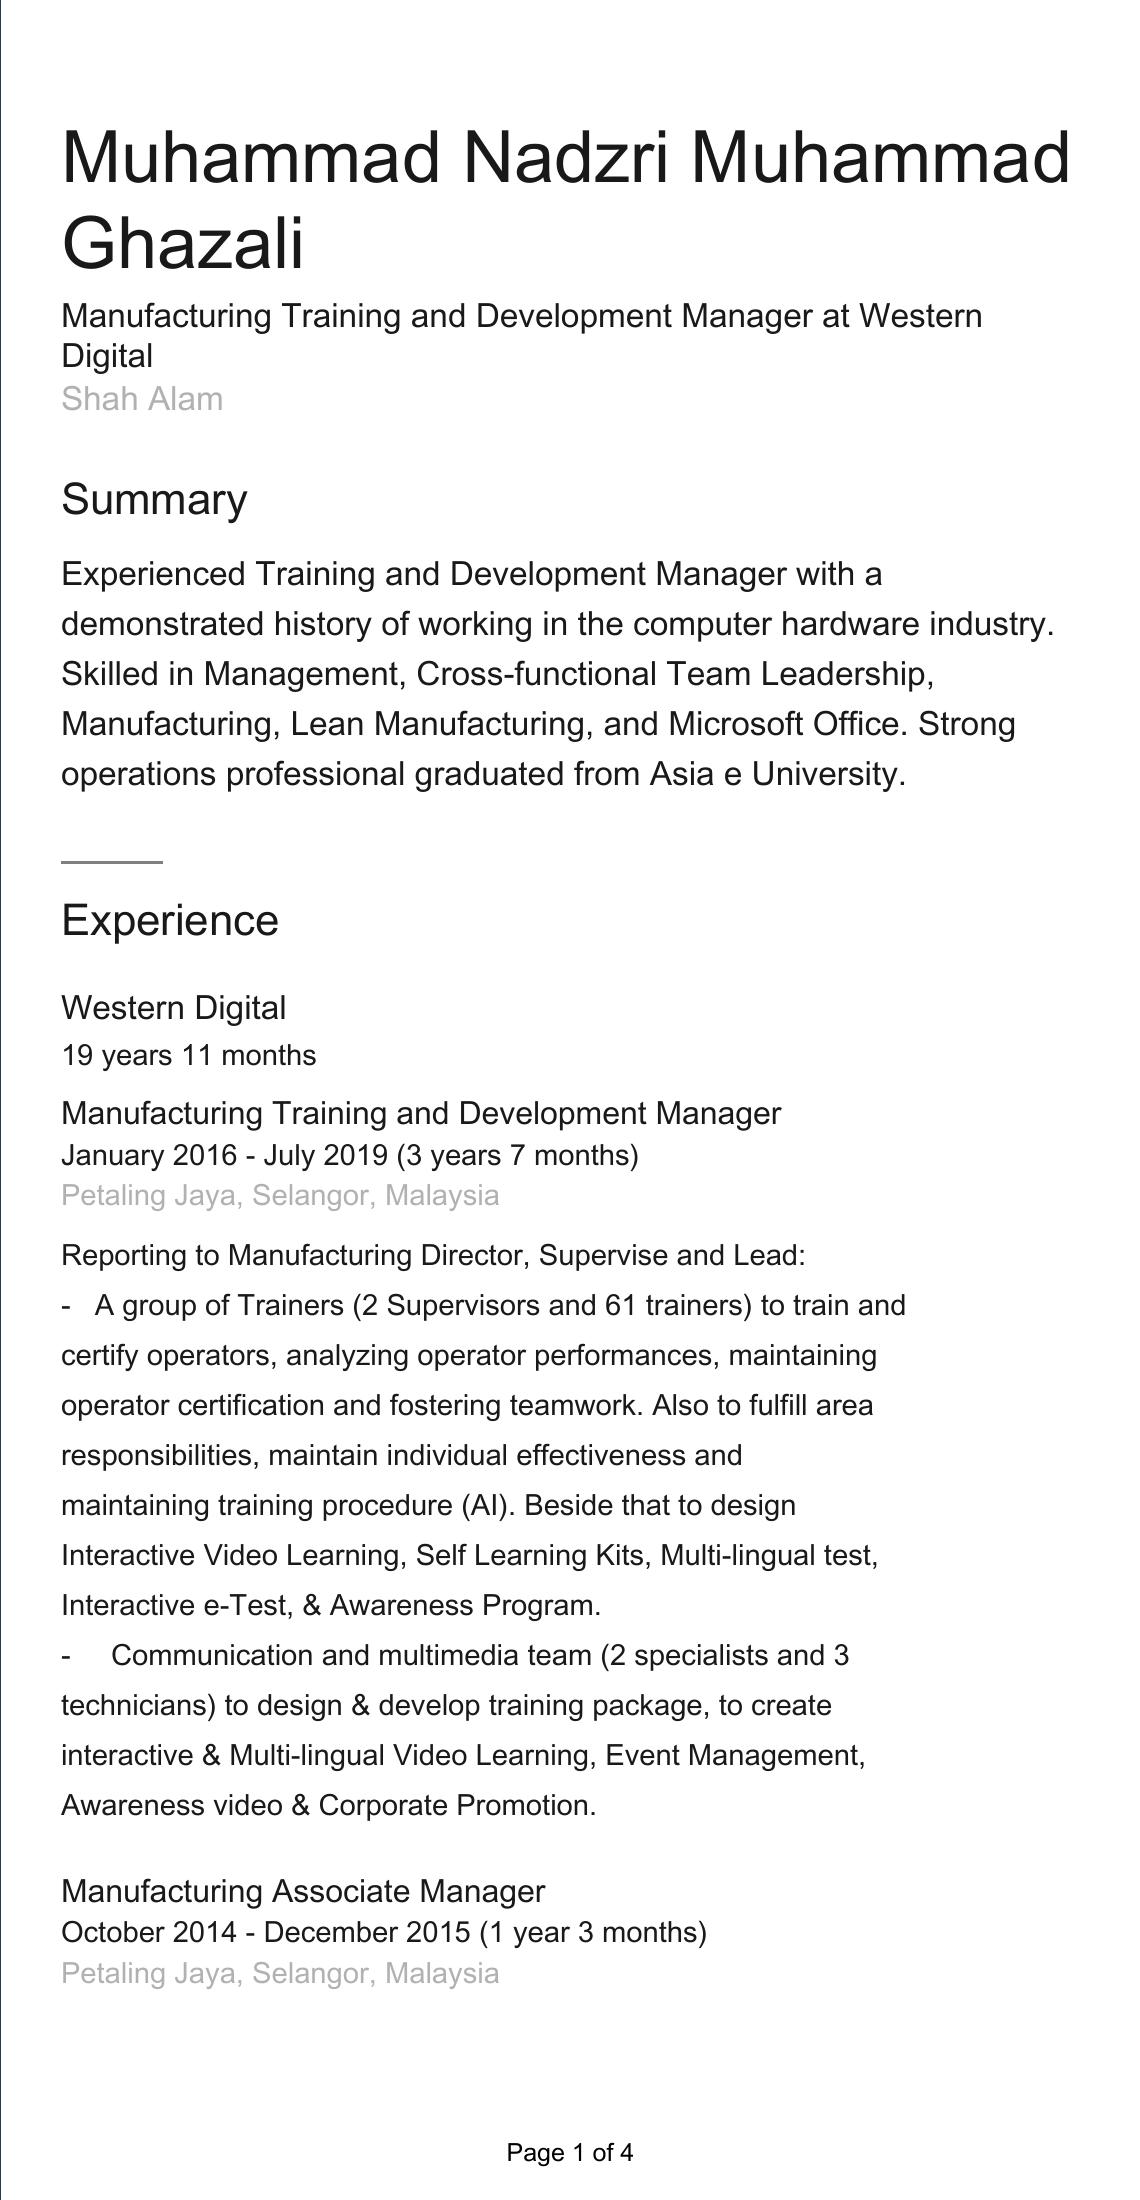 Muhammad Nadzri Muhammad
Ghazali
Manufacturing Training and Development Manager at Western
Digital
Shah Alam
Summary
Experienced Training and Development Manager with a
demonstrated history of working in the computer hardware industry.
Skilled in Management, Cross-functional Team Leadership,
Manufacturing, Lean Manufacturing, and Microsoft Office. Strong
operations professional graduated from Asia e University.
Experience
Western Digital
19 years 11 months
Manufacturing Training and Development Manager
January 2016 - July 2019 (3 years 7 months)
Petaling Jaya, Selangor, Malaysia
Reporting to Manufacturing Director, Supervise and Lead:
- A group of Trainers (2 Supervisors and 61 trainers) to train and
certify operators, analyzing operator performances, maintaining
operator certification and fostering teamwork. Also to fulfill area
responsibilities, maintain individual effectiveness and
maintaining training procedure (AI). Beside that to design
Interactive Video Learning, Self Learning Kits, Multi-lingual test,
Interactive e-Test, & Awareness Program.
- Communication and multimedia team (2 specialists and 3
technicians) to design & develop training package, to create
interactive & Multi-lingual Video Learning, Event Management,
Awareness video & Corporate Promotion.
Manufacturing Associate Manager
October 2014 - December 2015 (1 year 3 months)
Petaling Jaya, Selangor, Malaysia
Page 1 of 4